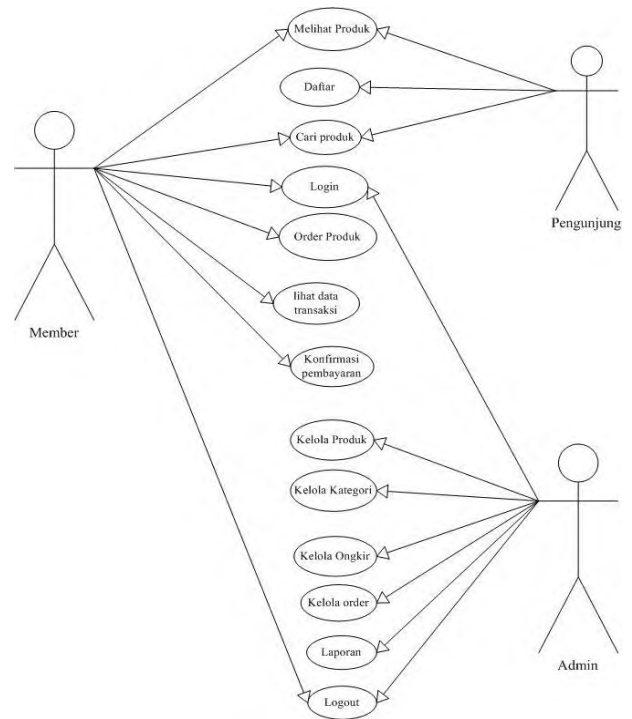 Melihat Produk
Daftar
Cari produk
Login
Pengunjung
Order Produk
lihat data
transaksi
Member
Konfirmasi
pembayaran
Kelola Produk
Kelola Kategori
Kelola Ongkir
Kelola order
Laporan
Admin
Logout